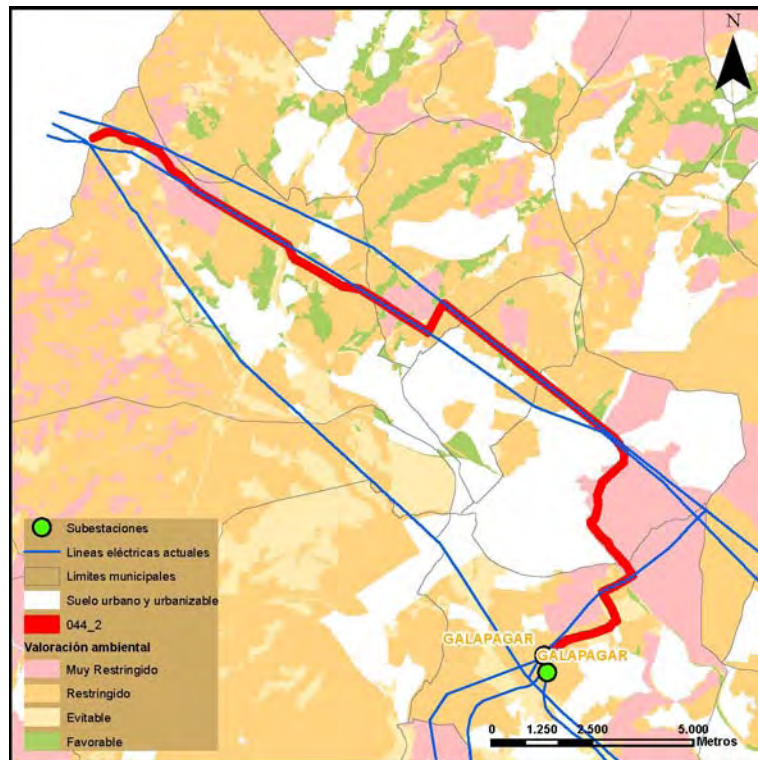 N
GALAPAGAR
GALAPAGAR
Subestaciones
Lineas eléctricas actuales
Limites municipales
Suelo urbano y urbanizable
044_2
Valoración ambiental
Muy Restringido
Restringido
Evitable
Favorable
0 1.250 2.500 5.000
Metros